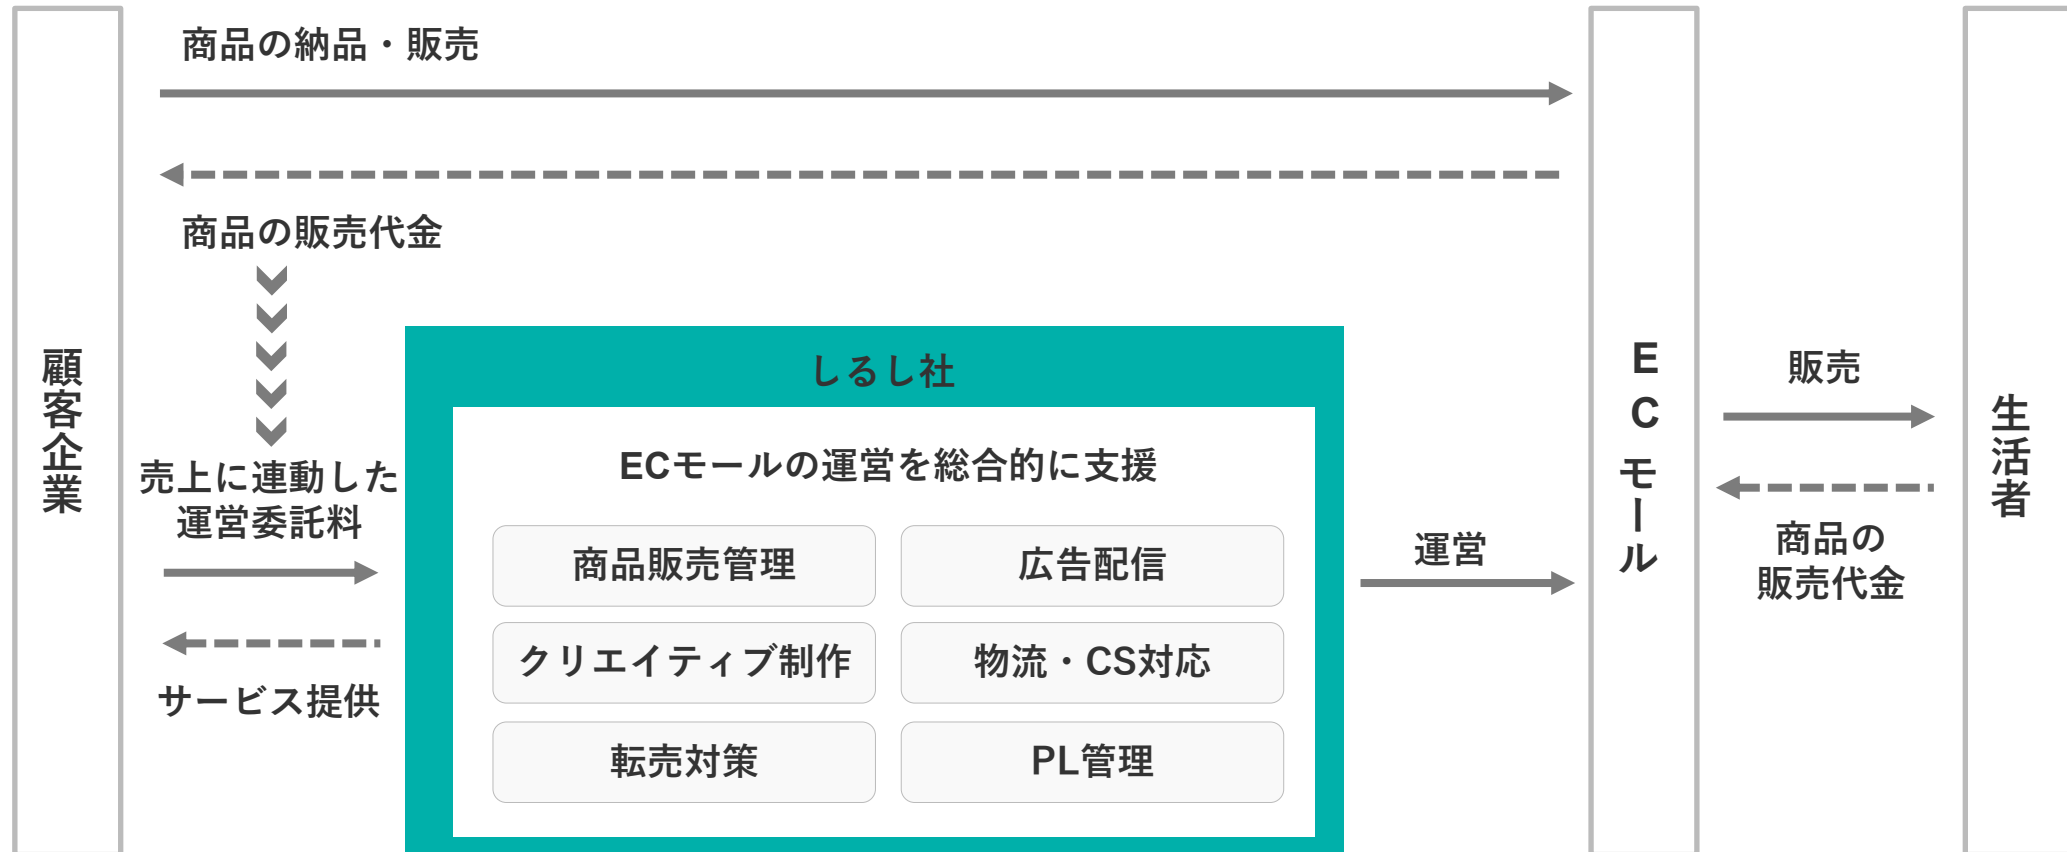 商品の納品・販売
商品の販売代金
顧客企業
売上に連動した
運営委託料
サービス提供
しるし社
ECモールの運営を総合的に支援
商品販売管理
広告配信
クリエイティブ制作
物流・CS対応
転売対策
PL管理
運営
ECモール
販売
商品の
販売代金
生活者